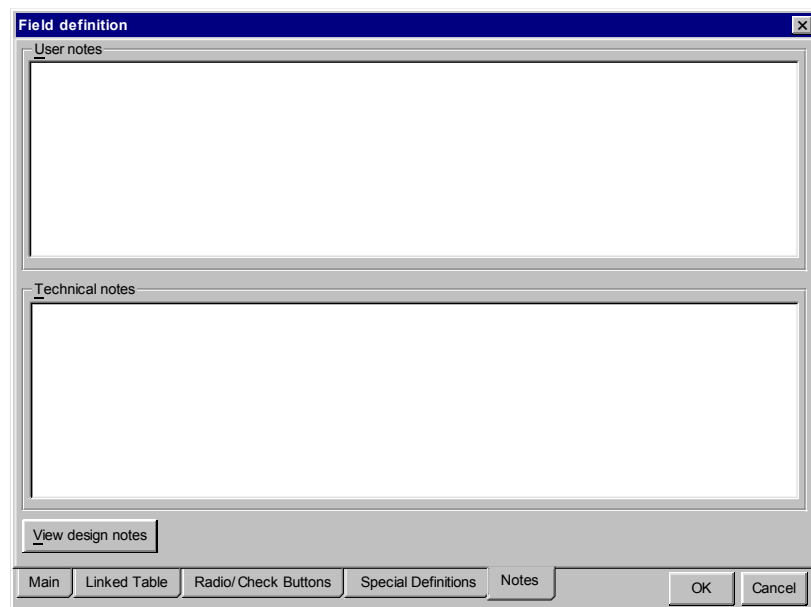 Field definition
User notes
Technical notes
View design notes
Main Linked Table Radio/Check Buttons Special Definitions Notes OK Cancel